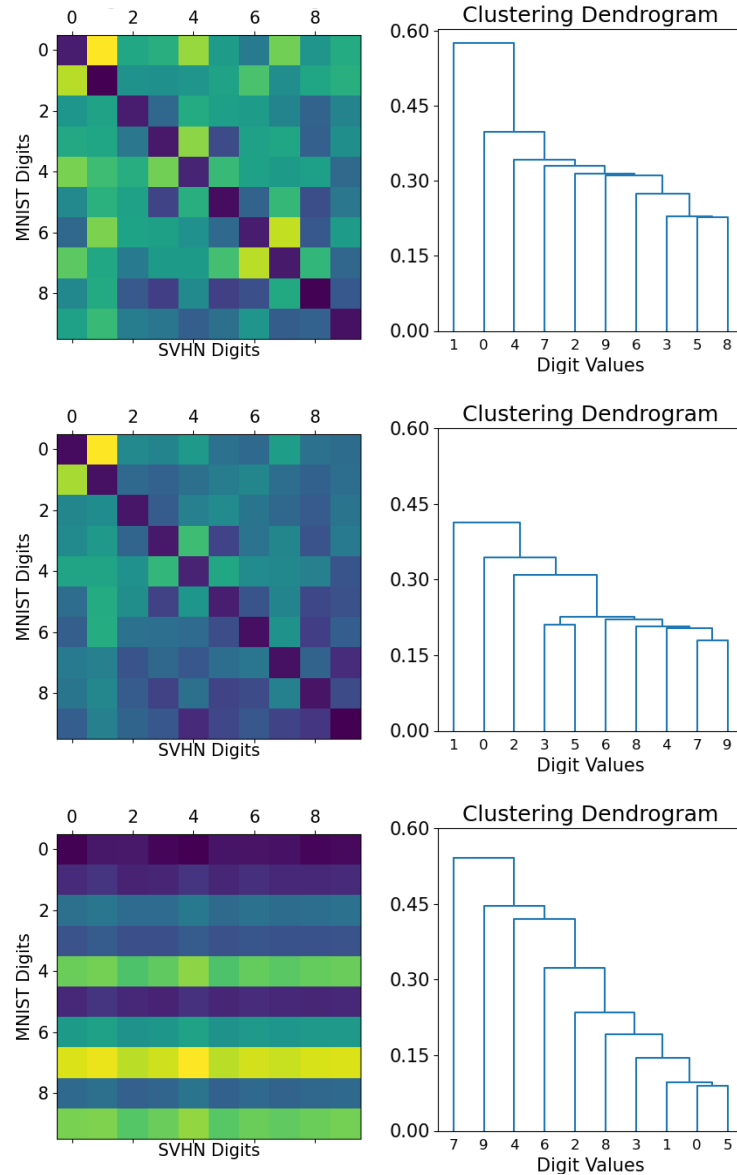 0 2 4 6 8
0
2
4
6
8
MNIST Digits
SVHN Digits
Clustering Dendrogram
0.60
0.45
0.30
0.15
0.00
1 0 4 7 2 9 6 3 5 8
Digit Values
0 2 4 6 8
0
2
4
6
8
MNIST Digits
SVHN Digits
Clustering Dendrogram
0.60
0.45
0.30
0.15
0.00
1 0 2 3 5 6 8 4 7 9
Digit Values
0 2 4 6 8
0
2
4
6
8
MNIST Digits
SVHN Digits
Clustering Dendrogram
0.60
0.45
0.30
0.15
0.00
7 9 4 6 2 8 3 1 0 5
Digit Values